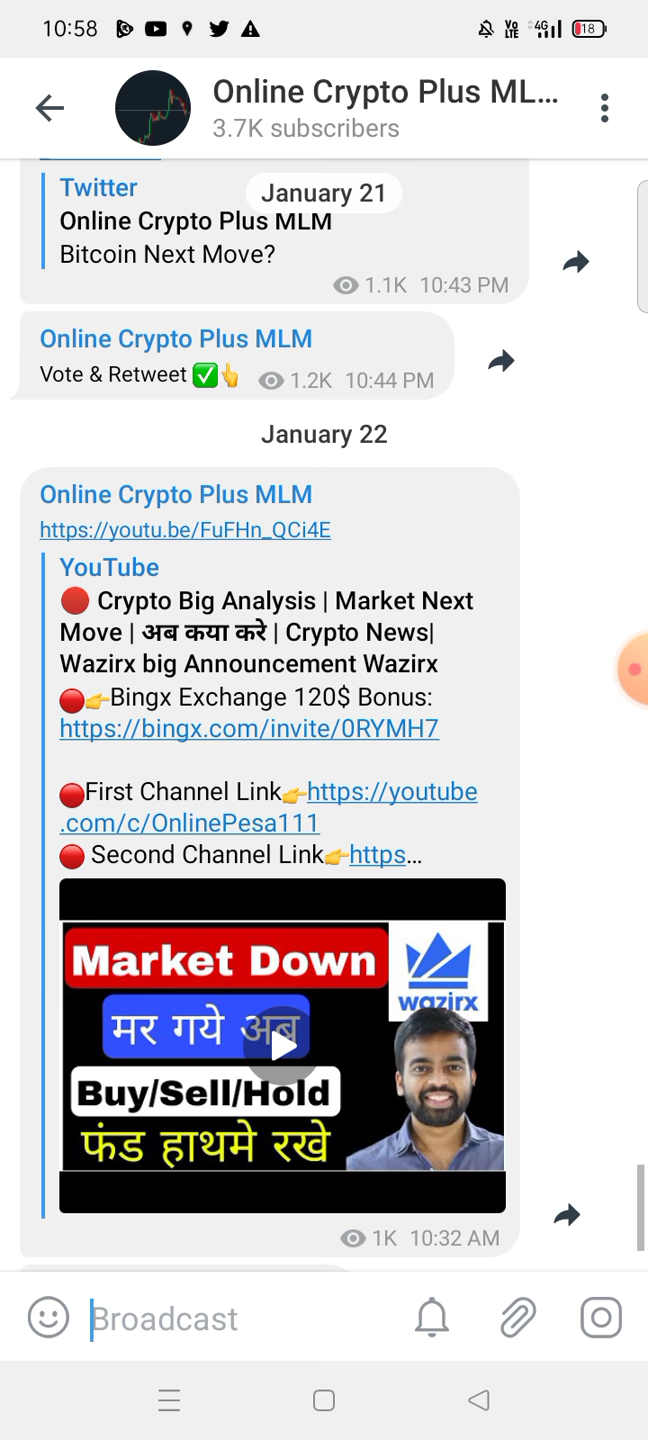 10:58
Vo
LTE
4G
18
Online Crypto Plus ML...
3.7K subscribers
Twitter
January 21
Online Crypto Plus MLM
Bitcoin Next Move?
1.1K 10:43 PM
Online Crypto Plus MLM
Vote & Retweet ✅👆 1.2K 10:44 PM
January 22
Online Crypto Plus MLM
https://youtu.be/FuFHn_QCi4E
YouTube
🔴 Crypto Big Analysis | Market Next
Move | अब कया करे | Crypto News|
Wazirx big Announcement Wazirx
🔴👉Bingx Exchange 120$ Bonus:
https://bingx.com/invite/0RYMH7
🔴First Channel Link👉https://youtube
.com/c/OnlinePesa111
🔴 Second Channel Link👉https...
Market Down
wazirx
मर गये अब
Buy/Sell/Hold
फंड हाथमे रखे
1K 10:32 AM
Broadcast